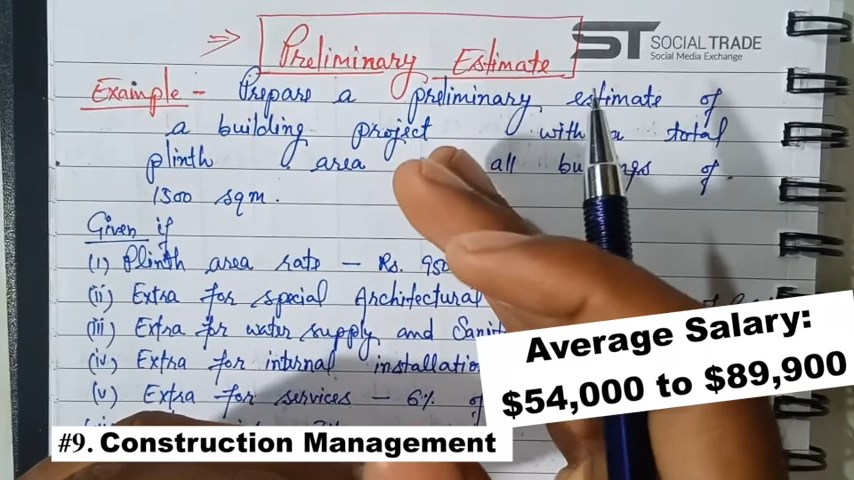 Preliminary Estimate
ST SOCIAL TRADE
Social Media Exchange
Example - Prepare a preliminary estimate of
a building project with total
plinth area all buildings of
1500 sqm.
Given if
(i) Plinth area rate - Rs. 950
(ii) Extra for special Architectural
(iii) Extra for water supply and
(iv) Extra for internal installation
(v) Extra for services - 6% of
Average Salary:
$54,000 to $89,900
#9. Construction Management